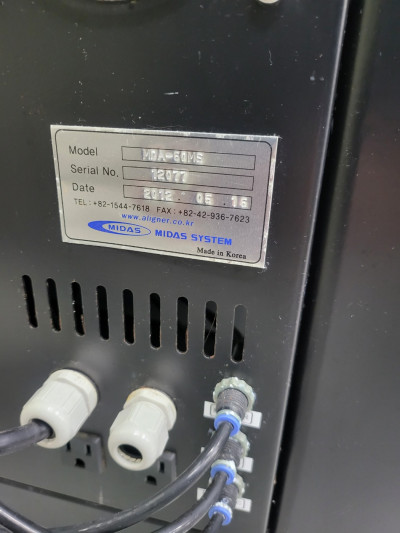 Model MDA-60MS
Serial No. 12077
Date 2012 . 05 . 16
TEL : +82-1544-7618 FAX : +82-42-936-7623
www.aligner.co.kr
MIDAS MIDAS SYSTEM
Made in Korea